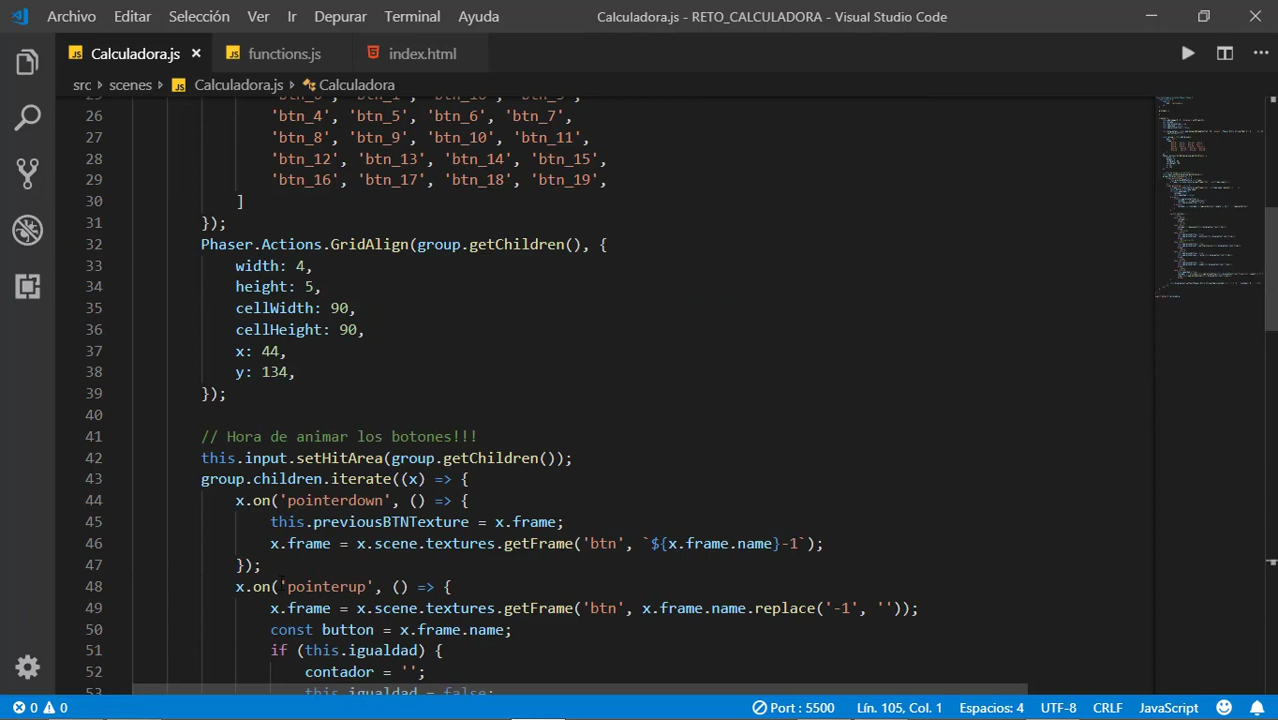 Archivo Editar Selección Ver Ir Depurar Terminal Ayuda Calculadora.js - RETO_CALCULADORA - Visual Studio Code
JS Calculadora.js × JS functions.js index.html
src > scenes > JS Calculadora.js > Calculadora
26 'btn_4', 'btn_5', 'btn_6', 'btn_7',
27 'btn_8', 'btn_9', 'btn_10', 'btn_11',
28 'btn_12', 'btn_13', 'btn_14', 'btn_15',
29 'btn_16', 'btn_17', 'btn_18', 'btn_19',
30 ]
31 });
32 Phaser.Actions.GridAlign(group.getChildren(), {
33 width: 4,
34 height: 5,
35 cellWidth: 90,
36 cellHeight: 90,
37 x: 44,
38 y: 134,
39 });
40
41 // Hora de animar los botones!!!
42 this.input.setHitArea(group.getChildren());
43 group.children.iterate((x) => {
44 x.on('pointerdown', () => {
45 this.previousBTNTexture = x.frame;
46 x.frame = x.scene.textures.getFrame('btn', `${x.frame.name}-1`);
47 });
48 x.on('pointerup', () => {
49 x.frame = x.scene.textures.getFrame('btn', x.frame.name.replace('-1', ''));
50 const button = x.frame.name;
51 if (this.igualdad) {
52 contador = '';
53 this.igualdad = false;
0 0 Port : 5500 Lín. 105, Col. 1 Espacios: 4 UTF-8 CRLF JavaScript